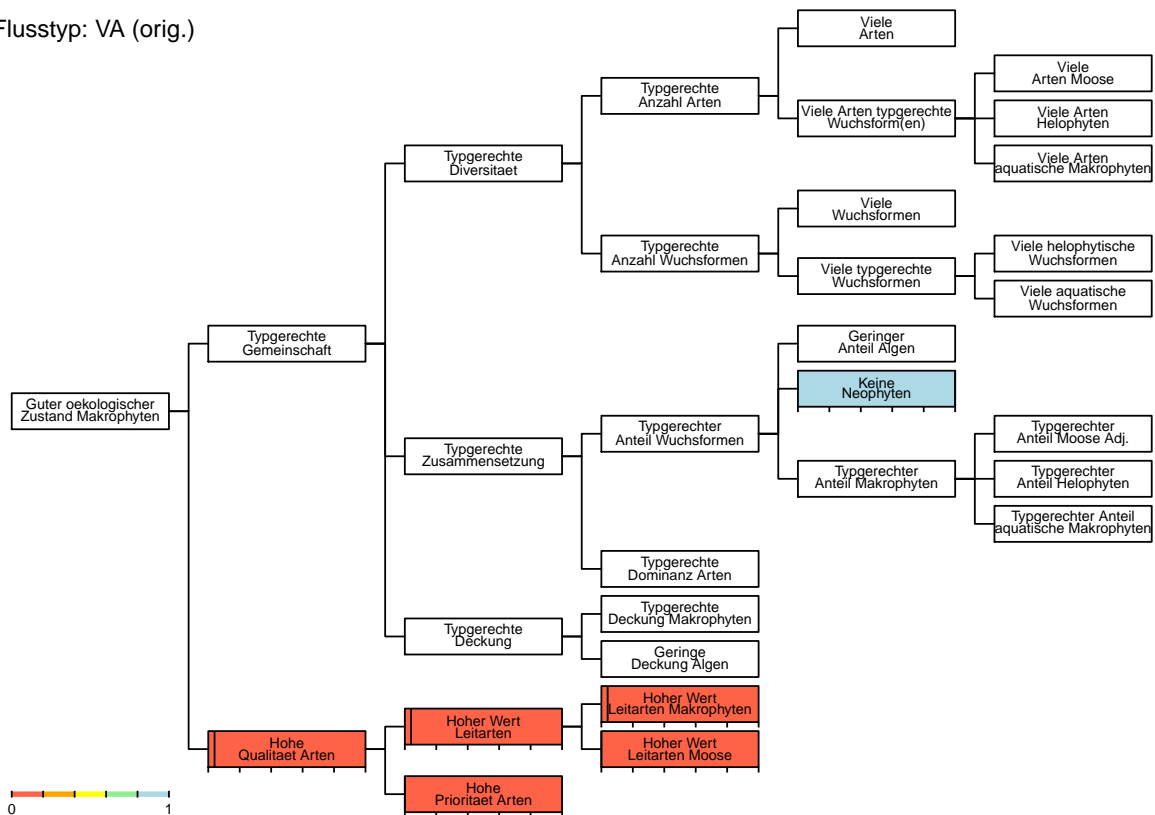 Flusstyp: VA (orig.)
Viele
Arten
Typgerechte
Anzahl Arten
Viele
Arten Moose
Viele Arten typgerechte
Wuchsform(en)
Viele Arten
Helophyten
Viele Arten
aquatische Makrophyten
Typgerechte
Diversitaet
Viele
Wuchsformen
Typgerechte
Anzahl Wuchsformen
Viele helophytische
Wuchsformen
Viele typgerechte
Wuchsformen
Viele aquatische
Wuchsformen
Typgerechte
Gemeinschaft
Geringer
Anteil Algen
Keine
Neophyten
Guter oekologischer
Zustand Makrophyten
Typgerechter
Anteil Wuchsformen
Typgerechter
Anteil Moose Adj.
Typgerechte
Zusammensetzung
Typgerechter
Anteil Makrophyten
Typgerechter
Anteil Helophyten
Typgerechter Anteil
aquatische Makrophyten
Typgerechte
Dominanz Arten
Typgerechte
Deckung Makrophyten
Typgerechte
Deckung
Geringe
Deckung Algen
Hoher Wert
Leitarten Makrophyten
Hoher Wert
Leitarten
Hohe
Qualitaet Arten
Hoher Wert
Leitarten Moose
Hohe
Prioritaet Arten
0 1